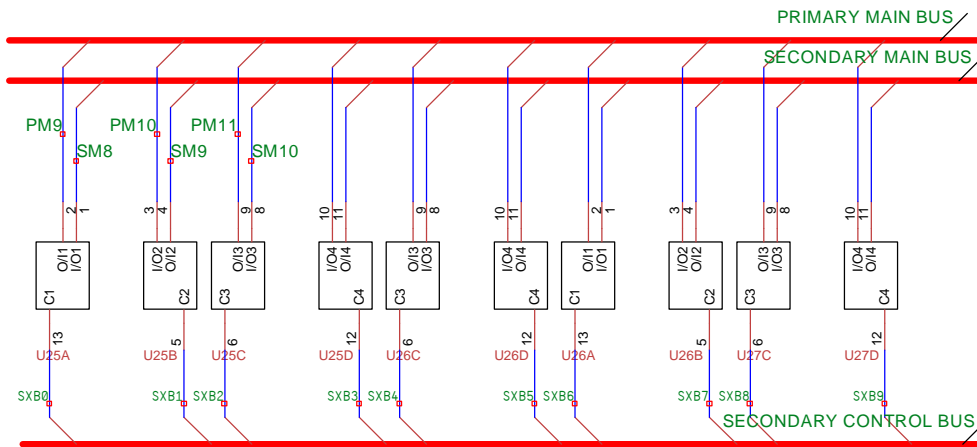 PRIMARY MAIN BUS
SECONDARY MAIN BUS
PM9 PM10 PM11
SM8 SM9 SM10
2 1 3 4 9 8 10 11 9 8 10 11 2 1 3 4 9 8 10 11
O/I1 I/O1 I/O2 O/I2 O/I3 I/O3 I/O4 O/I4 O/I3 I/O3 I/O4 O/I4 O/I1 I/O1 I/O2 O/I2 O/I3 I/O3 I/O4 O/I4
C1 C2 C3 C4 C3 C4 C1 C2 C3 C4
13 5 6 12 6 12 13 5 6 12
U25A U25B U25C U25D U26C U26D U26A U26B U27C U27D
SXB0 SXB1 SXB2 SXB3 SXB4 SXB5 SXB6 SXB7 SXB8 SXB9
SECONDARY CONTROL BUS